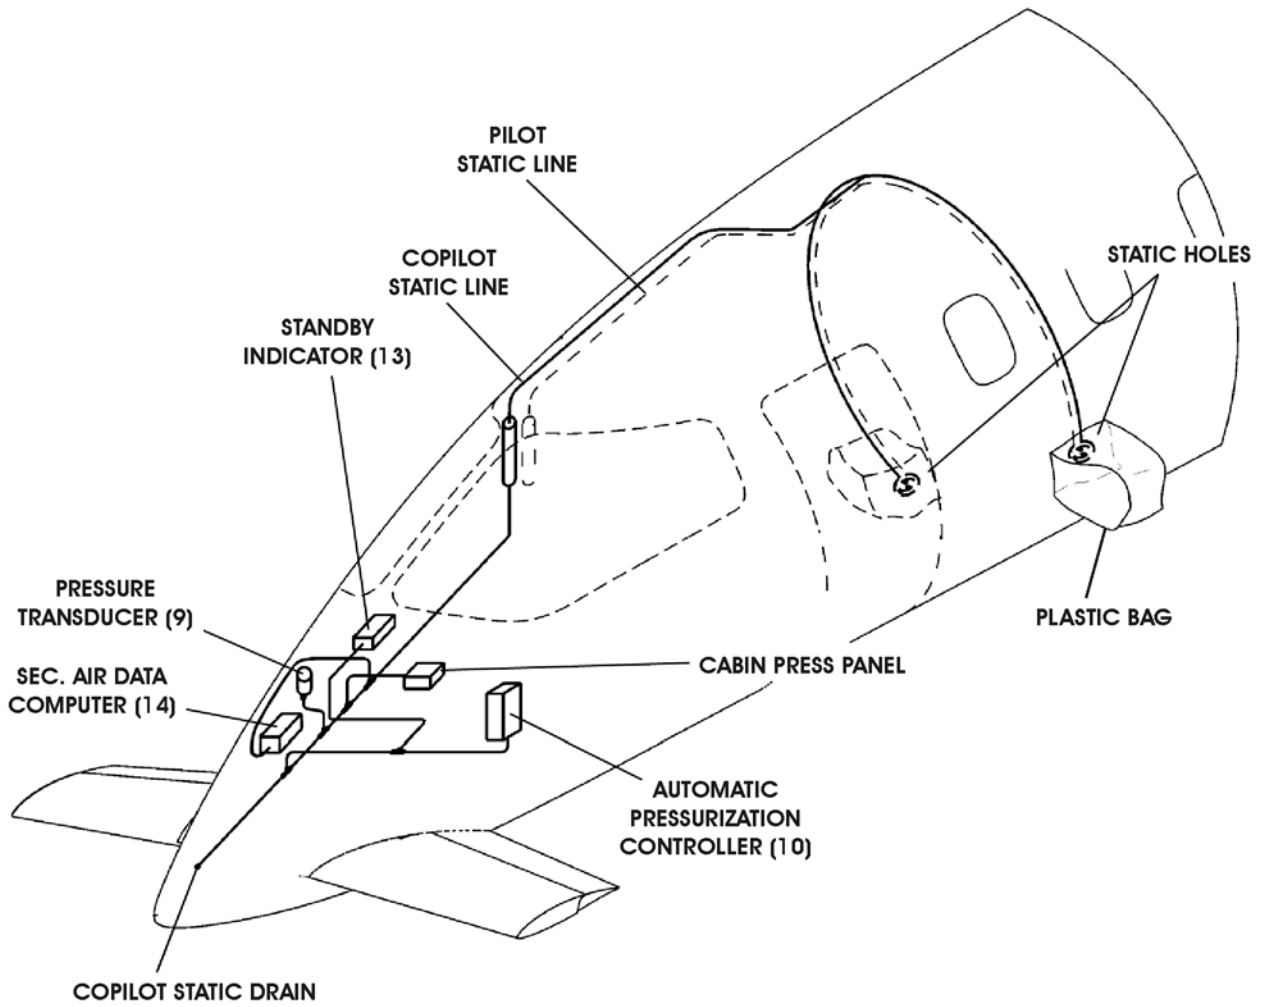 PILOT
STATIC LINE
COPILOT
STATIC LINE
STATIC HOLES
STANDBY
INDICATOR (13)
PRESSURE
TRANSDUCER (9)
PLASTIC BAG
SEC. AIR DATA
COMPUTER (14)
CABIN PRESS PANEL
AUTOMATIC
PRESSURIZATION
CONTROLLER (10)
COPILOT STATIC DRAIN